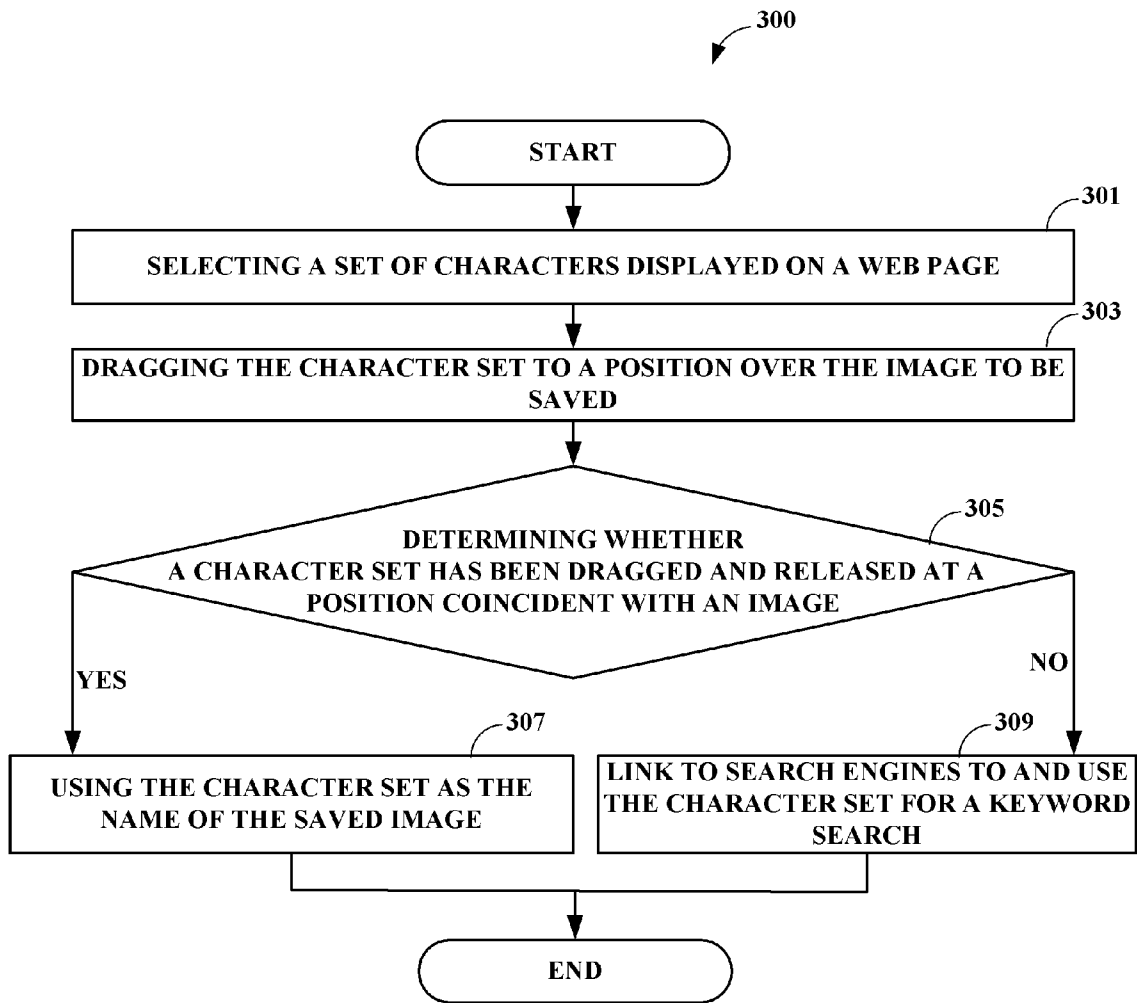 300
START
301
SELECTING A SET OF CHARACTERS DISPLAYED ON A WEB PAGE
303
DRAGGING THE CHARACTER SET TO A POSITION OVER THE IMAGE TO BE
SAVED
305
DETERMINING WHETHER
A CHARACTER SET HAS BEEN DRAGGED AND RELEASED AT A
POSITION COINCIDENT WITH AN IMAGE
YES
NO
307
USING THE CHARACTER SET AS THE
NAME OF THE SAVED IMAGE
309
LINK TO SEARCH ENGINES TO AND USE
THE CHARACTER SET FOR A KEYWORD
SEARCH
END